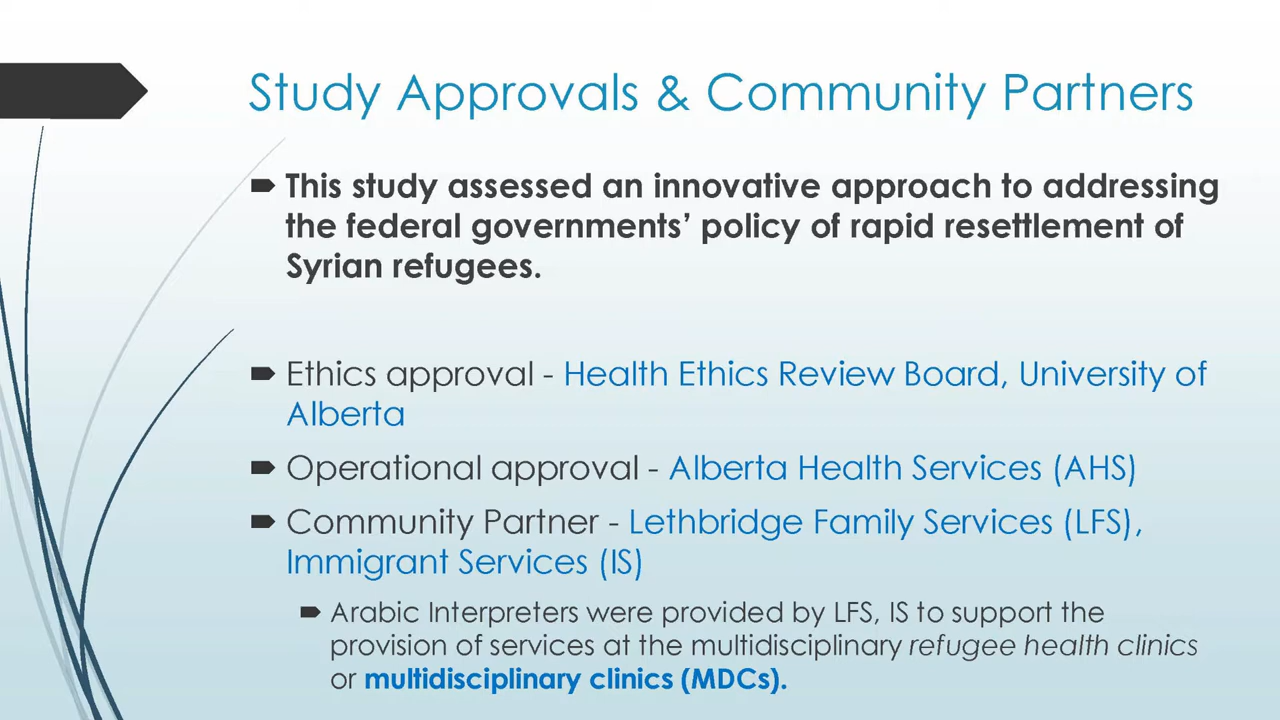 Study Approvals & Community Partners
This study assessed an innovative approach to addressing
the federal governments’ policy of rapid resettlement of
Syrian refugees.
Ethics approval - Health Ethics Review Board, University of
Alberta
Operational approval - Alberta Health Services (AHS)
Community Partner - Lethbridge Family Services (LFS),
Immigrant Services (IS)
Arabic Interpreters were provided by LFS, IS to support the
provision of services at the multidisciplinary refugee health clinics
or multidisciplinary clinics (MDCs).